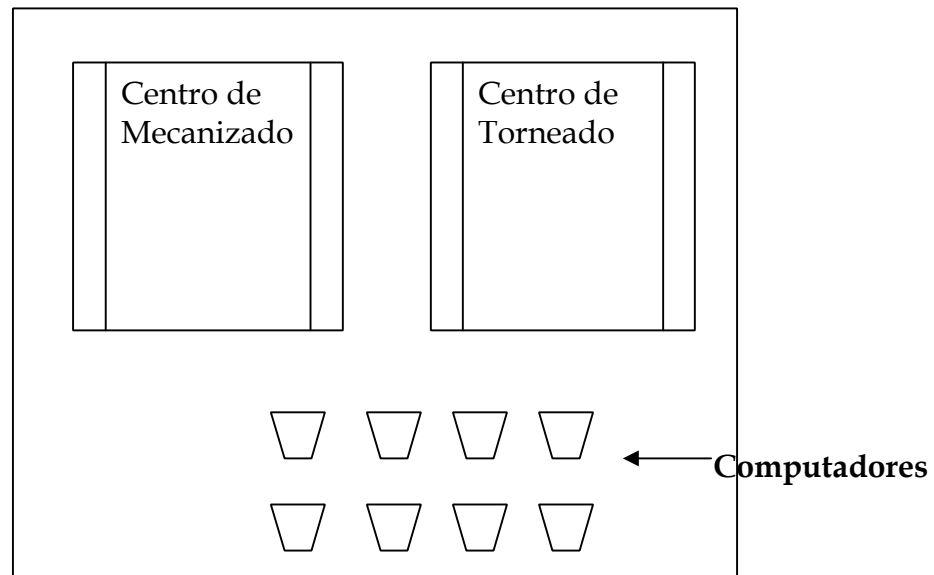 Centro de
Mecanizado
Centro de
Torneado
Computadores